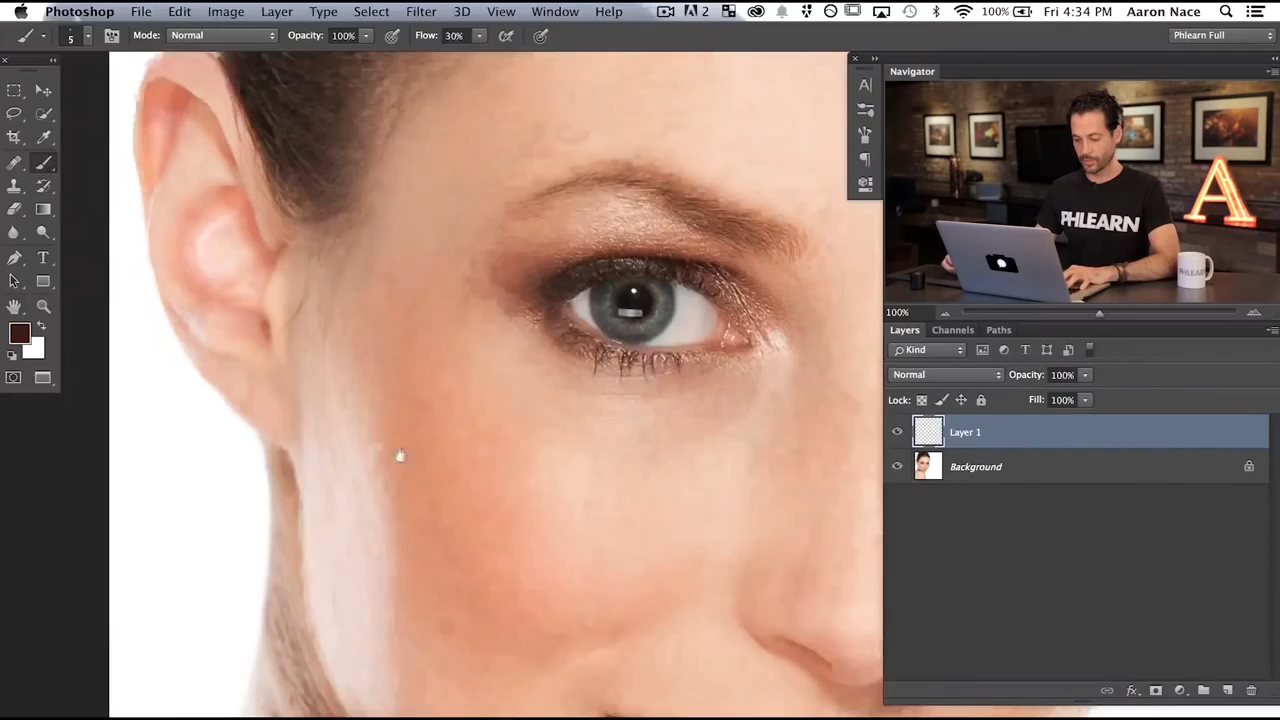 Photoshop File Edit Image Layer Type Select Filter 3D View Window Help 2 100% Fri 4:34 PM Aaron Nace
5 Mode: Normal Opacity: 100% Flow: 30% Phlearn Full
Navigator
PHLEARN
PHLEARN
A
100%
Layers Channels Paths
Kind T
Normal Opacity: 100%
Lock: Fill: 100%
Layer 1
Background
fx